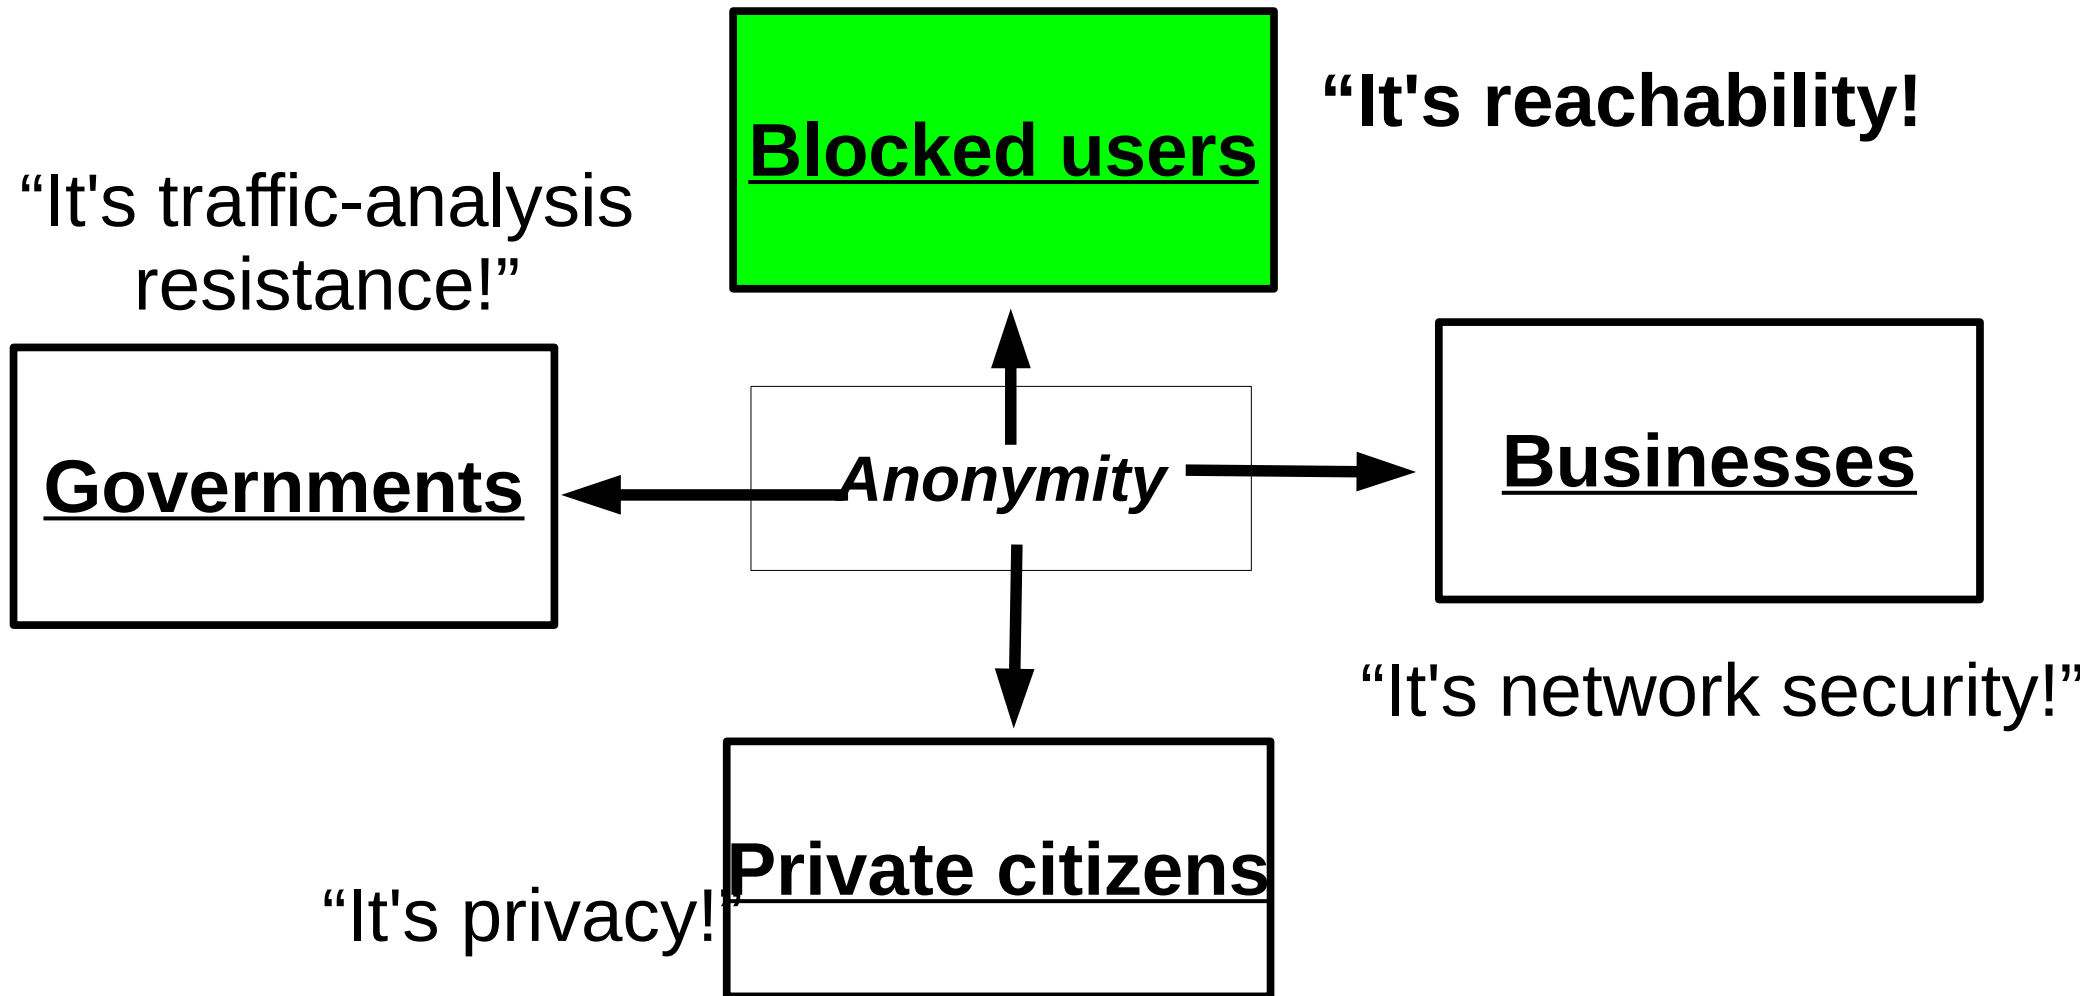 “It's reachability!
Blocked users
“It's traffic-analysis
resistance!”
Governments
Anonymity
Businesses
“It's network security!”
Private citizens
“It's privacy!”